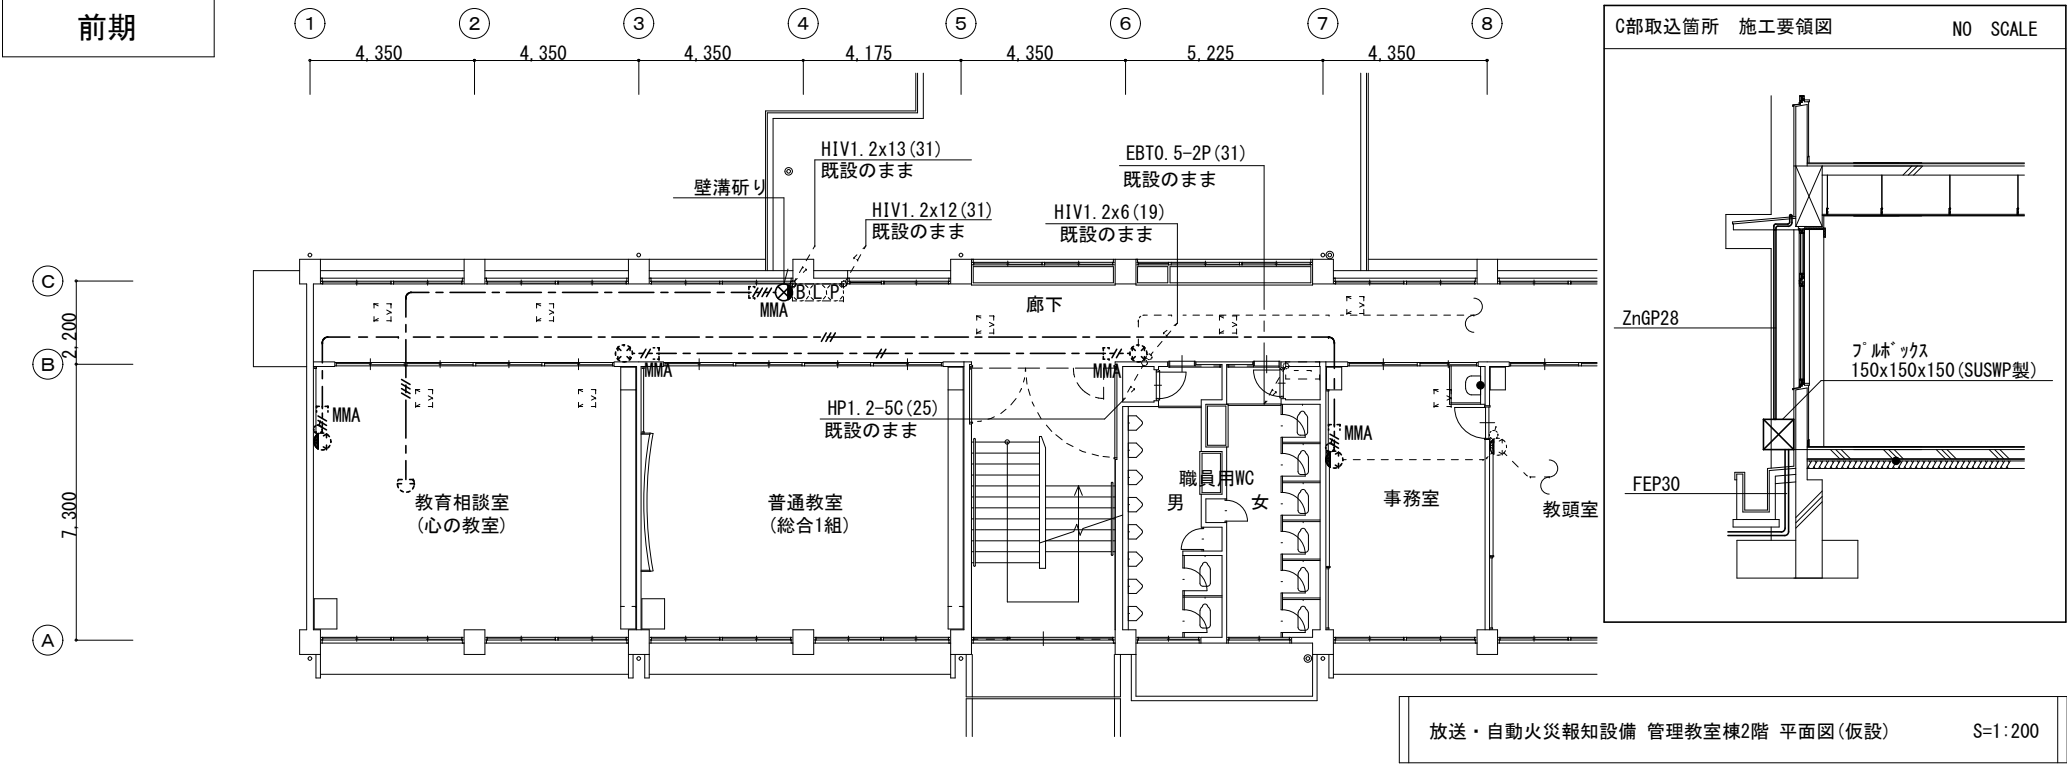 前期
1 2 3 4 5 6 7 8
4,350 4,350 4,350 4,175 4,350 5,225 4,350
C部取込箇所 施工要領図 NO SCALE
HIV1.2x13(31)
既設のまま
EBT0.5-2P(31)
既設のまま
壁溝斫り
HIV1.2x12(31)
既設のまま
HIV1.2x6(19)
既設のまま
C
B
A
2,200
7,300
B L P
MMA
廊下
MMA
MMA
MMA
MMA
HP1.2-5C(25)
既設のまま
教育相談室
(心の教室)
普通教室
(総合1組)
職員用WC
男 女
事務室
教頭室
ZnGP28
プルボックス
150x150x150(SUSWP製)
FEP30
放送・自動火災報知設備 管理教室棟2階 平面図(仮設) S=1:200